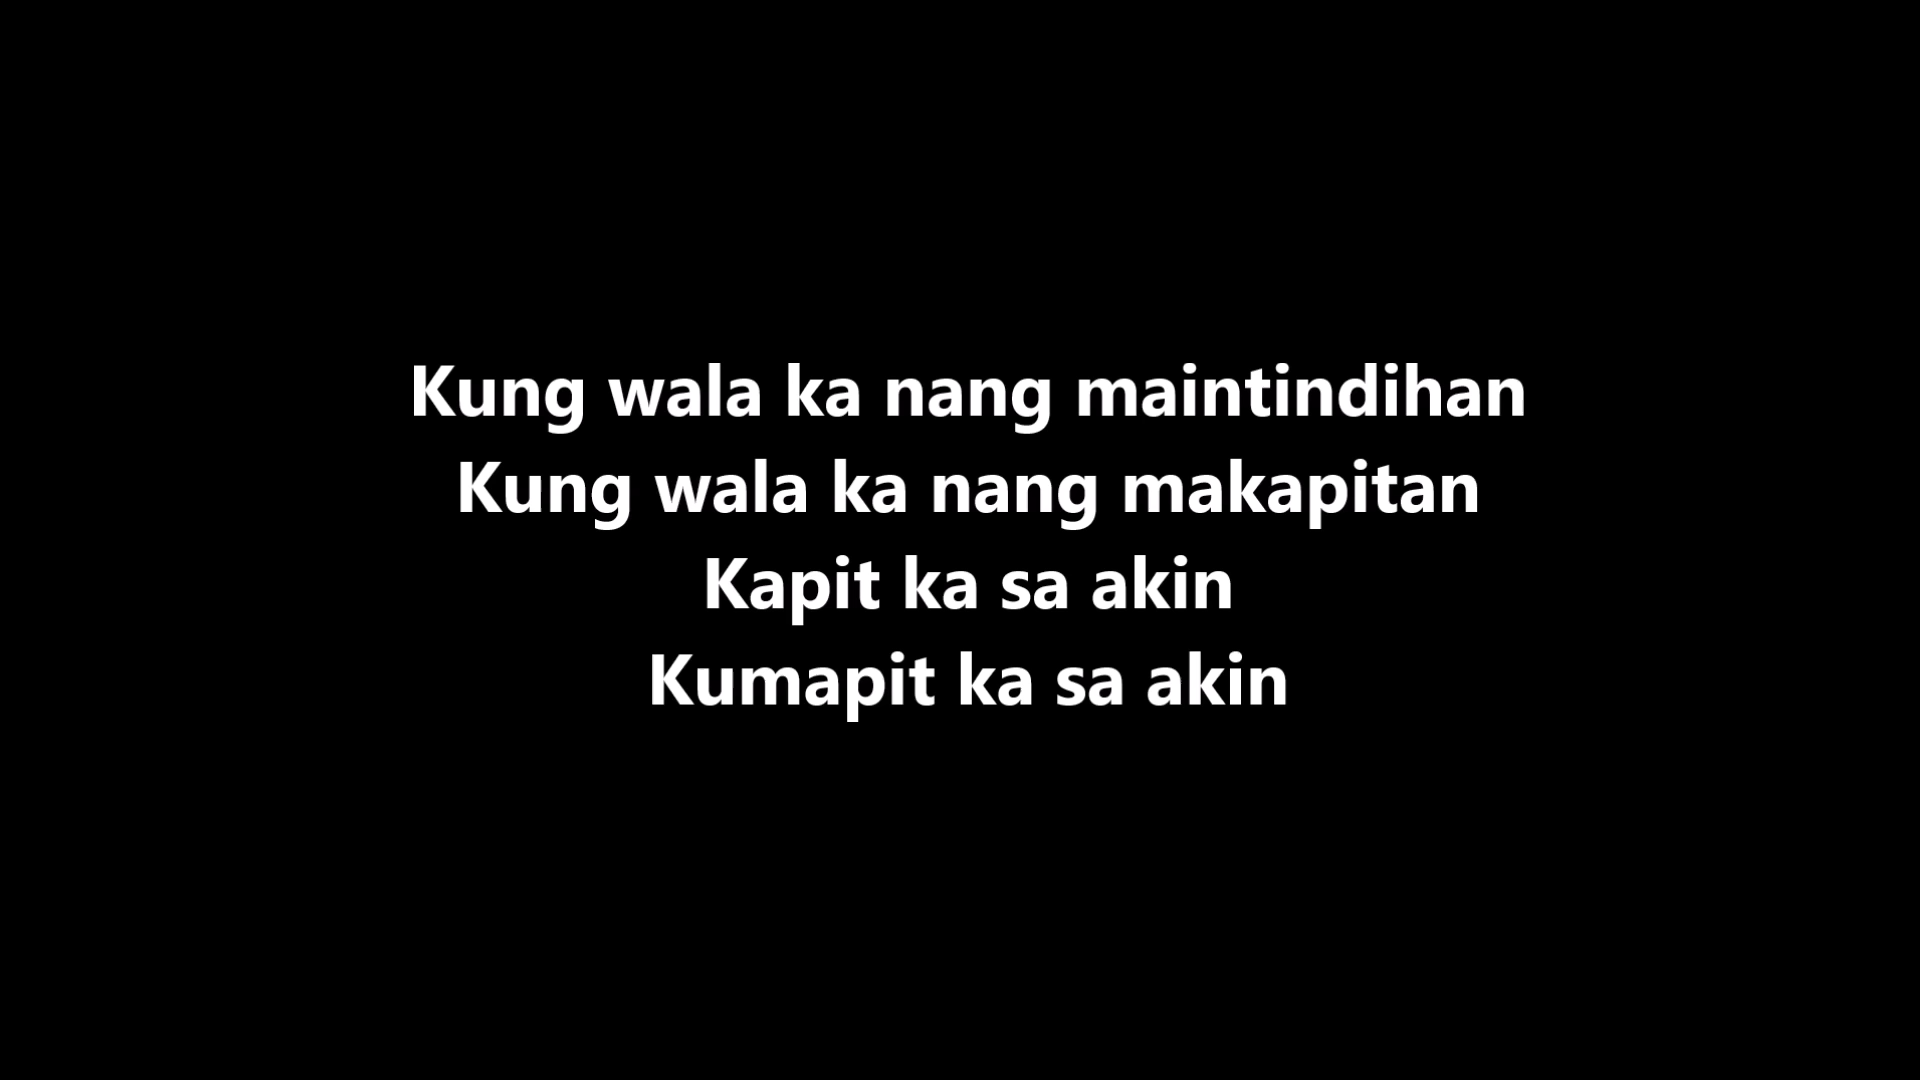 Kung wala ka nang maintindihan
Kung wala ka nang makapitan
Kapit ka sa akin
Kumapit ka sa akin